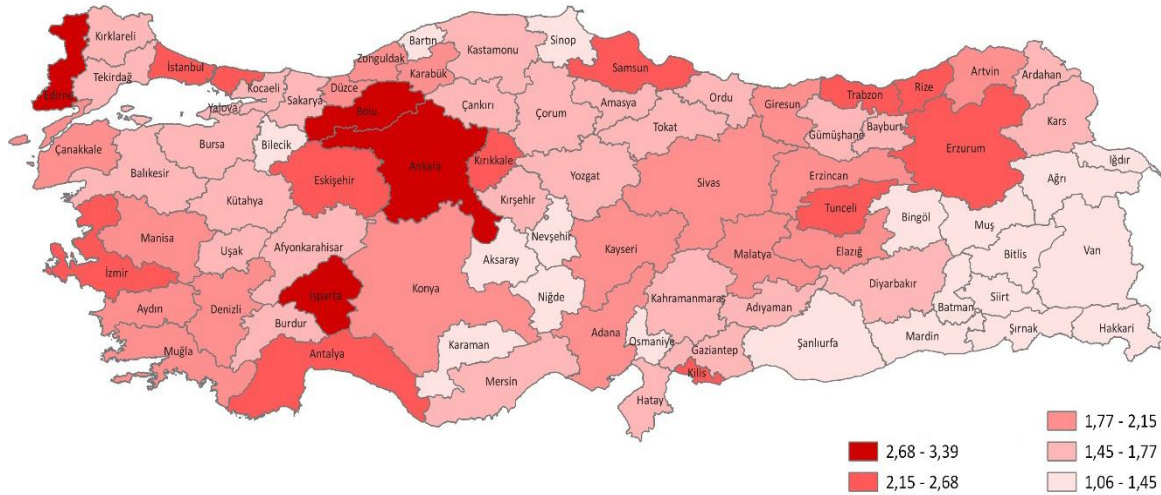 Kırklareli
Edirne
Tekirdağ
İstanbul
Kocaeli
Yalova
Sakarya
Düzce
Zonguldak
Bartın
Karabük
Kastamonu
Sinop
Samsun
Bolu
Çankırı
Çorum
Amasya
Ordu
Tokat
Giresun
Trabzon
Rize
Artvin
Ardahan
Kars
Gümüşhane
Bayburt
Erzurum
Iğdır
Ağrı
Çanakkale
Balıkesir
Bursa
Bilecik
Eskişehir
Ankara
Kırıkkale
Kırşehir
Yozgat
Sivas
Erzincan
Tunceli
Bingöl
Muş
Bitlis
Van
Kütahya
Manisa
Uşak
Afyonkarahisar
İzmir
Aydın
Denizli
Isparta
Burdur
Muğla
Antalya
Konya
Aksaray
Nevşehir
Niğde
Kayseri
Malatya
Elazığ
Diyarbakır
Batman
Siirt
Şırnak
Hakkari
Mardin
Şanlıurfa
Adıyaman
Kahramanmaraş
Gaziantep
Kilis
Osmaniye
Adana
Karaman
Mersin
Hatay
2,68 - 3,39
2,15 - 2,68
1,77 - 2,15
1,45 - 1,77
1,06 - 1,45